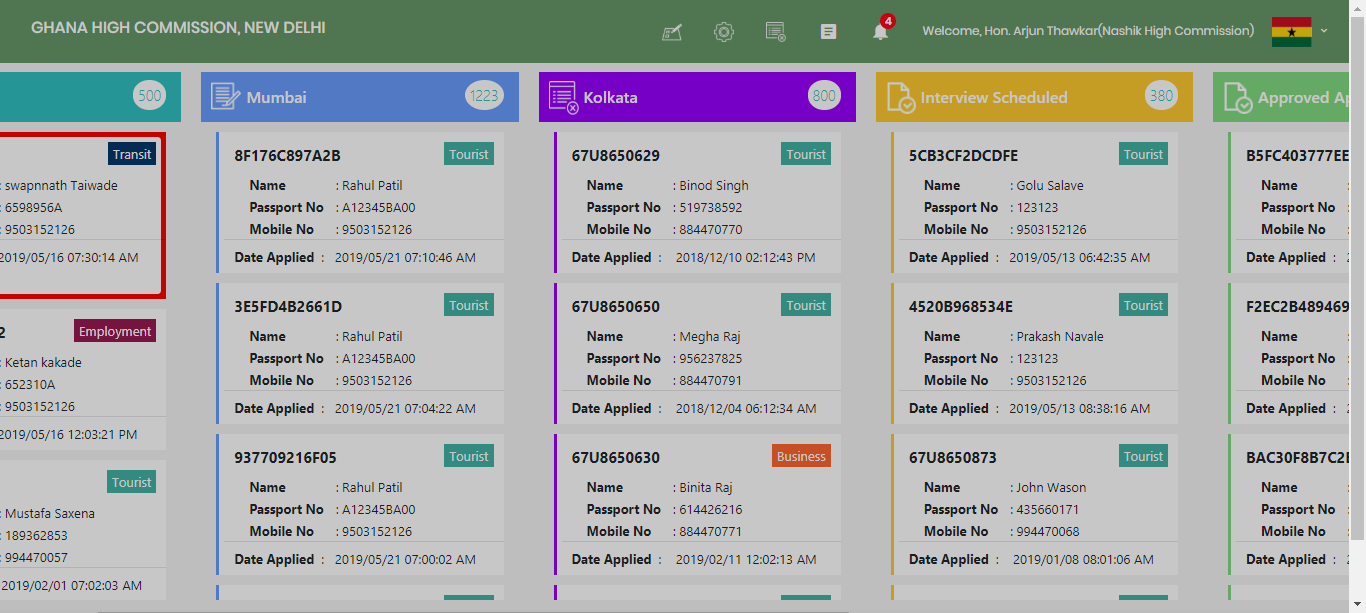 GHANA HIGH COMMISSION, NEW DELHI
4
Welcome, Hon. Arjun Thawkar(Nashik High Commission)
500
Transit
: swapnnath Taiwade
: 6598956A
: 9503152126
2019/05/16 07:30:14 AM
2 Employment
: Ketan kakade
: 652310A
: 9503152126
2019/05/16 12:03:21 PM
Tourist
: Mustafa Saxena
: 189362853
: 994470057
2019/02/01 07:02:03 AM
Mumbai 1223
8F176C897A2B Tourist
Name : Rahul Patil
Passport No : A12345BA00
Mobile No : 9503152126
Date Applied : 2019/05/21 07:10:46 AM
3E5FD4B2661D Tourist
Name : Rahul Patil
Passport No : A12345BA00
Mobile No : 9503152126
Date Applied : 2019/05/21 07:04:22 AM
937709216F05 Tourist
Name : Rahul Patil
Passport No : A12345BA00
Mobile No : 9503152126
Date Applied : 2019/05/21 07:00:02 AM
Kolkata 800
67U8650629 Tourist
Name : Binod Singh
Passport No : 519738592
Mobile No : 884470770
Date Applied : 2018/12/10 02:12:43 PM
67U8650650 Tourist
Name : Megha Raj
Passport No : 956237825
Mobile No : 884470791
Date Applied : 2018/12/04 06:12:34 AM
67U8650630 Business
Name : Binita Raj
Passport No : 614426216
Mobile No : 884470771
Date Applied : 2019/02/11 12:02:13 AM
Interview Scheduled 380
5CB3CF2DCDFE Tourist
Name : Golu Salave
Passport No : 123123
Mobile No : 9503152126
Date Applied : 2019/05/13 06:42:35 AM
4520B968534E Tourist
Name : Prakash Navale
Passport No : 123123
Mobile No : 9503152126
Date Applied : 2019/05/13 08:38:16 AM
67U8650873 Tourist
Name : John Wason
Passport No : 435660171
Mobile No : 994470068
Date Applied : 2019/01/08 08:01:06 AM
Approved Ap
B5FC403777EE
Name :
Passport No :
Mobile No :
Date Applied : 2
F2EC2B489469
Name :
Passport No :
Mobile No :
Date Applied : 2
BAC30F8B7C2
Name :
Passport No :
Mobile No :
Date Applied : 2